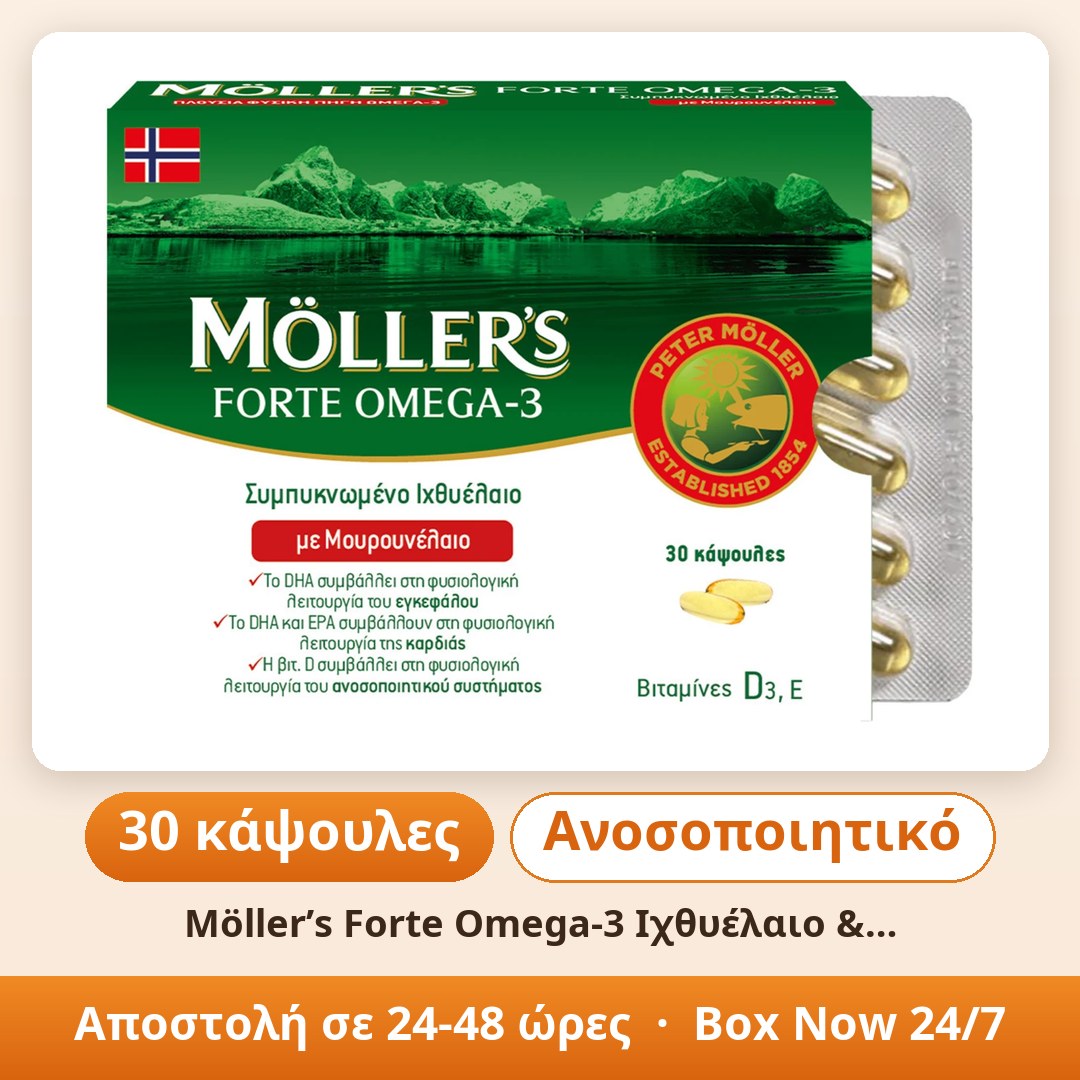 MÖLLER'S FORTE OMEGA-3
ΠΛΟΥΣΙΑ ΦΥΣΙΚΗ ΠΗΓΗ ΩΜΕΓΑ-3
Συμπυκνωμένο Ιχθυέλαιο
με Μουρουνέλαιο
MÖLLER'S
FORTE OMEGA-3
PETER MÖLLER
ESTABLISHED 1854
Συμπυκνωμένο Ιχθυέλαιο
με Μουρουνέλαιο
✓Το DHA συμβάλλει στη φυσιολογική
λειτουργία του εγκεφάλου
✓Το DHA και EPA συμβάλλουν στη φυσιολογική
λειτουργία της καρδιάς
✓Η βιτ. D συμβάλλει στη φυσιολογική
λειτουργία του ανοσοποιητικού συστήματος
30 κάψουλες
Βιταμίνες D3, E
30 κάψουλες
Ανοσοποιητικό
Möller’s Forte Omega-3 Ιχθυέλαιο &...
Αποστολή σε 24-48 ώρες · Box Now 24/7